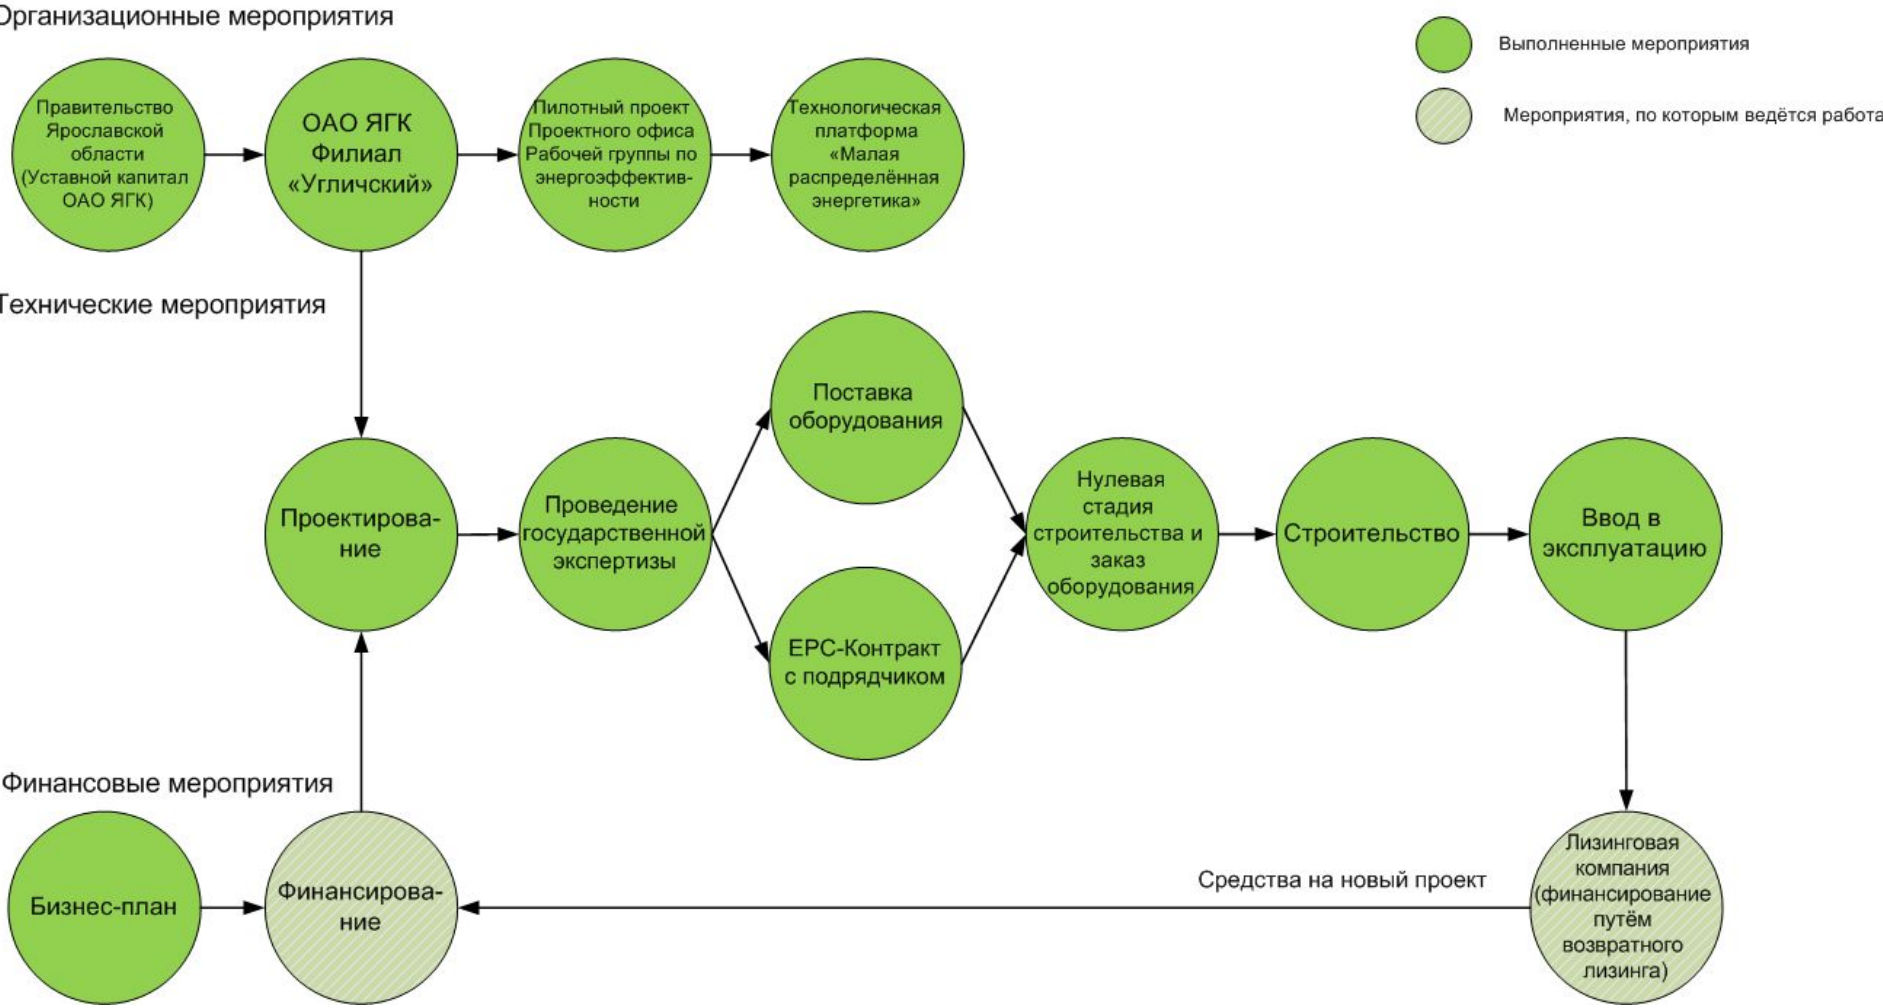 Организационные мероприятия
Выполненные мероприятия
Мероприятия, по которым ведётся работа
Правительство
Ярославской
области
(Уставной капитал
ОАО ЯГК)
ОАО ЯГК
Филиал
«Угличский»
Пилотный проект
Проектного офиса
Рабочей группы по
энергоэффектив-
ности
Технологическая
платформа
«Малая
распределённая
энергетика»
Технические мероприятия
Проектирова-
ние
Проведение
государственной
экспертизы
Поставка
оборудования
EPC-Контракт
с подрядчиком
Нулевая
стадия
строительства и
заказ
оборудования
Строительство
Ввод в
эксплуатацию
Финансовые мероприятия
Бизнес-план
Финансирова-
ние
Средства на новый проект
Лизинговая
компания
(финансирование
путём
возвратного
лизинга)